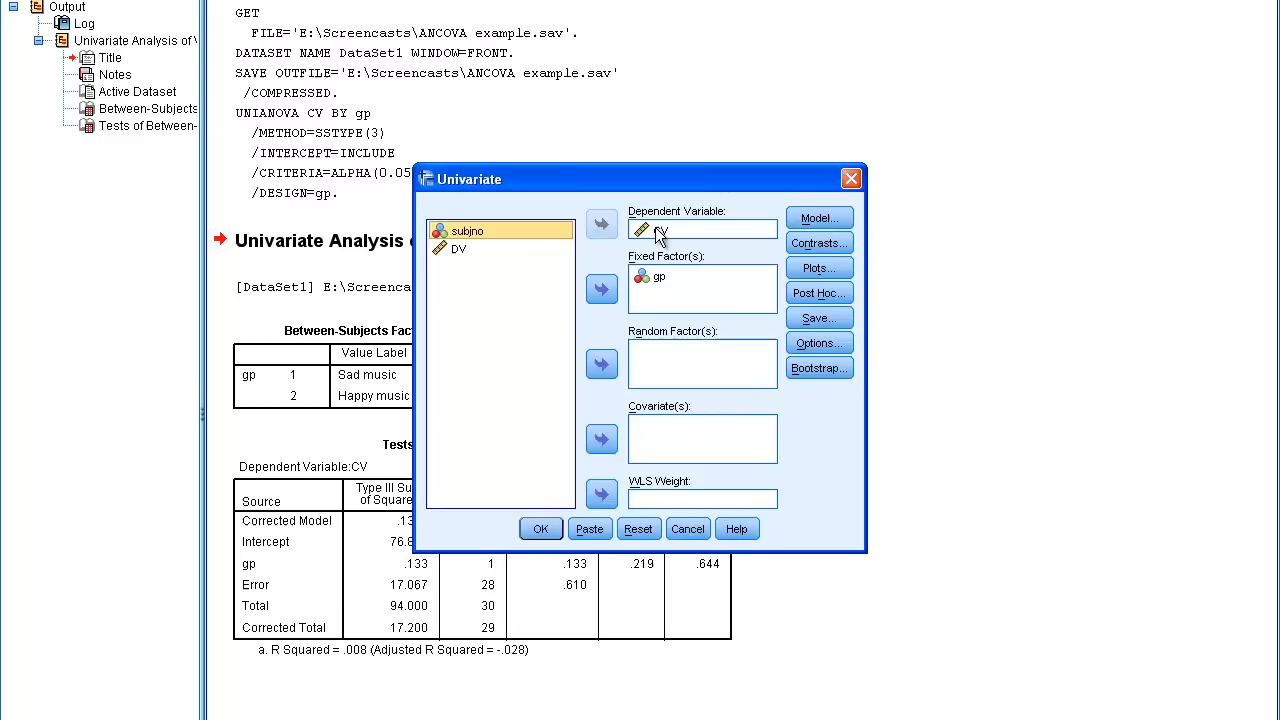 Output
Log
Univariate Analysis of
Title
Notes
Active Dataset
Between-Subjects
Tests of Between-
GET
FILE='E:\Screencasts\ANCOVA example.sav'.
DATASET NAME DataSet1 WINDOW=FRONT.
SAVE OUTFILE='E:\Screencasts\ANCOVA example.sav'
/COMPRESSED.
UNIANOVA CV BY gp
/METHOD=SSTYPE(3)
/INTERCEPT=INCLUDE
/CRITERIA=ALPHA(0.05
/DESIGN=gp.
Univariate Analysis
[DataSet1] E:\Screenca
Between-Subjects Fac
Value Label
gp 1 Sad music
2 Happy music
Tests
Dependent Variable:CV
Source Type III Su
of Square
Corrected Model .13
Intercept 76.8
gp .133 1 .133 .219 .644
Error 17.067 28 .610
Total 94.000 30
Corrected Total 17.200 29
a. R Squared = .008 (Adjusted R Squared = -.028)
Univariate
subjno
DV
Dependent Variable:
Fixed Factor(s):
gp
Random Factor(s):
Covariate(s):
WLS Weight:
Model...
Contrasts...
Plots...
Post Hoc...
Save...
Options...
Bootstrap...
OK Paste Reset Cancel Help